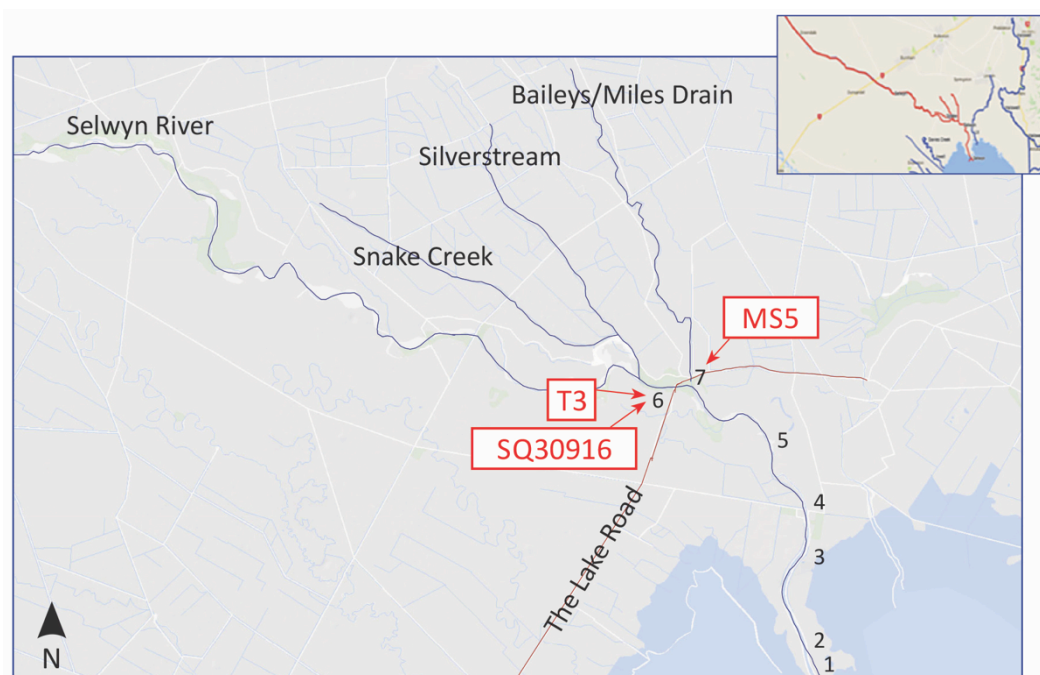 Baileys/Miles Drain
Selwyn River
Silverstream
Snake Creek
MS5
7
T3
6
SQ30916
5
4
The Lake Road
3
2
1
N